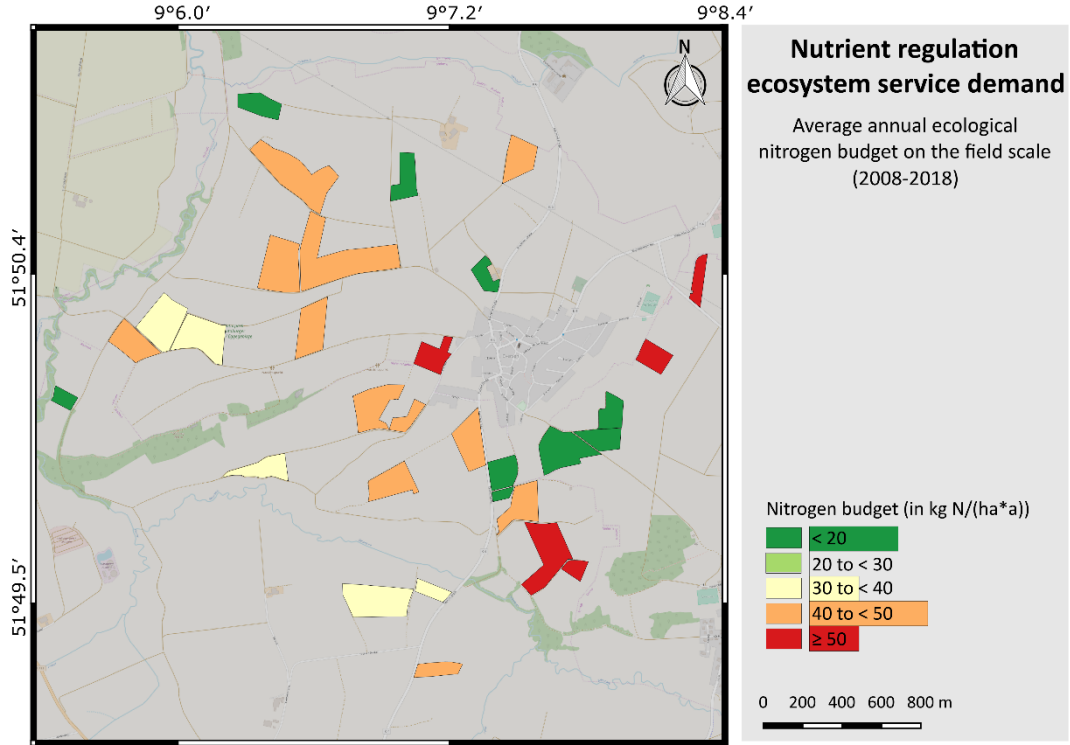 9°6.0′ 9°7.2′ 9°8.4′
51°50.4′
51°49.5′
N
Nutrient regulation
ecosystem service demand
Average annual ecological
nitrogen budget on the field scale
(2008-2018)
Nitrogen budget (in kg N/(ha*a))
< 20
20 to < 30
30 to < 40
40 to < 50
≥ 50
0 200 400 600 800 m